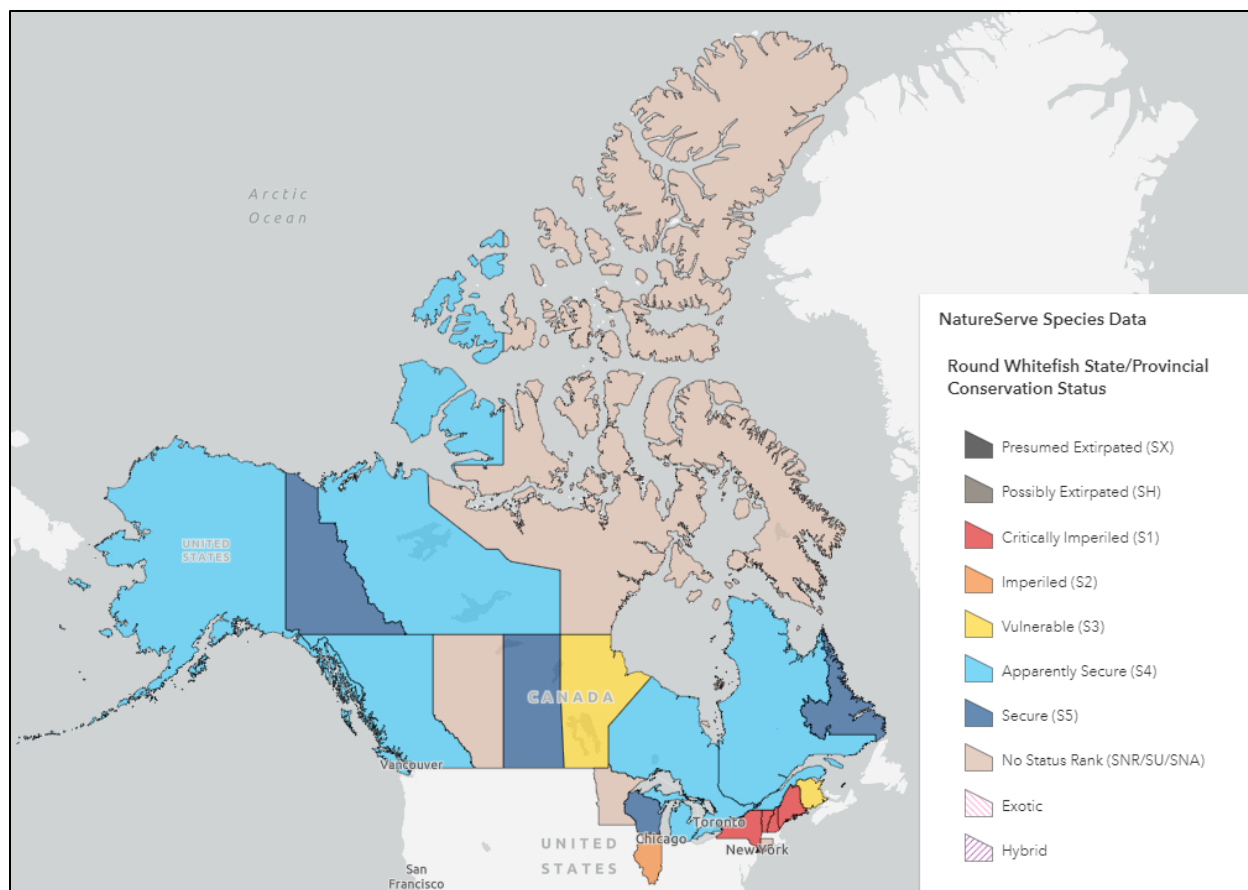 Arctic
Ocean
UNITED
STATES
CANADA
Vancouver
Toronto
Chicago
New York
UNITED
STATES
San
Francisco
NatureServe Species Data
Round Whitefish State/Provincial
Conservation Status
Presumed Extirpated (SX)
Possibly Extirpated (SH)
Critically Imperiled (S1)
Imperiled (S2)
Vulnerable (S3)
Apparently Secure (S4)
Secure (S5)
No Status Rank (SNR/SU/SNA)
Exotic
Hybrid